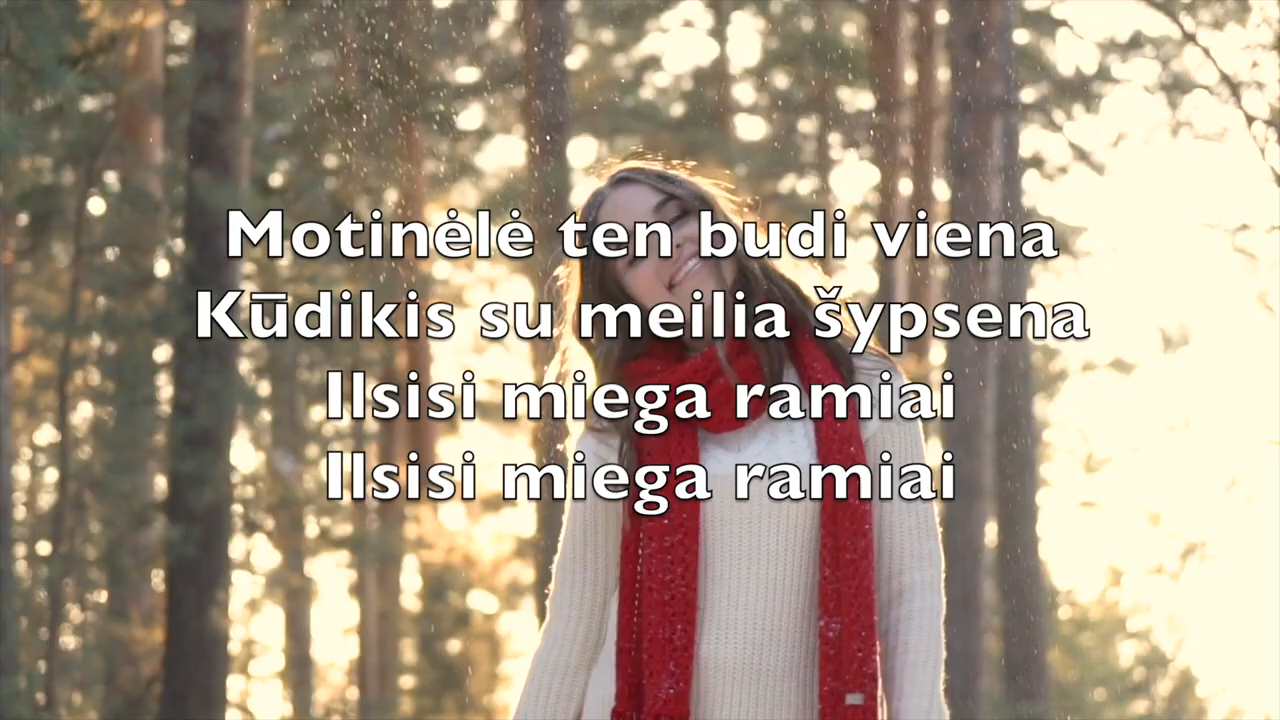 Motinėlė ten budi viena
Kūdikis su meilia šypsena
Ilsisi miega ramiai
Ilsisi miega ramiai